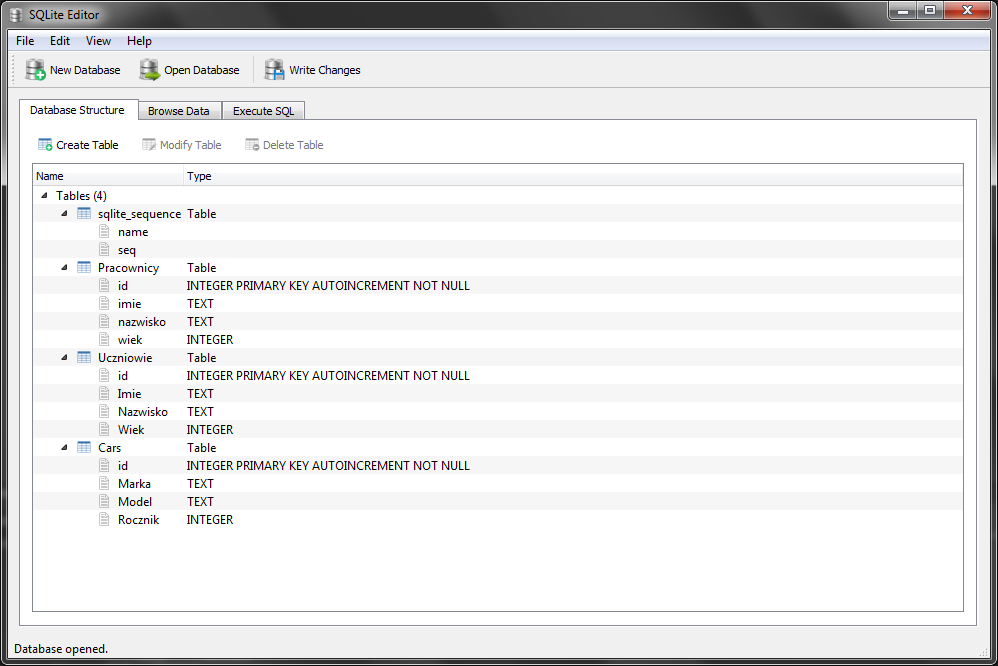 SQLite Editor
File Edit View Help
New Database Open Database Write Changes
Database Structure Browse Data Execute SQL
Create Table Modify Table Delete Table
Name Type
Tables (4)
sqlite_sequence Table
name
seq
Pracownicy Table
id INTEGER PRIMARY KEY AUTOINCREMENT NOT NULL
imie TEXT
nazwisko TEXT
wiek INTEGER
Uczniowie Table
id INTEGER PRIMARY KEY AUTOINCREMENT NOT NULL
Imie TEXT
Nazwisko TEXT
Wiek INTEGER
Cars Table
id INTEGER PRIMARY KEY AUTOINCREMENT NOT NULL
Marka TEXT
Model TEXT
Rocznik INTEGER
Database opened.